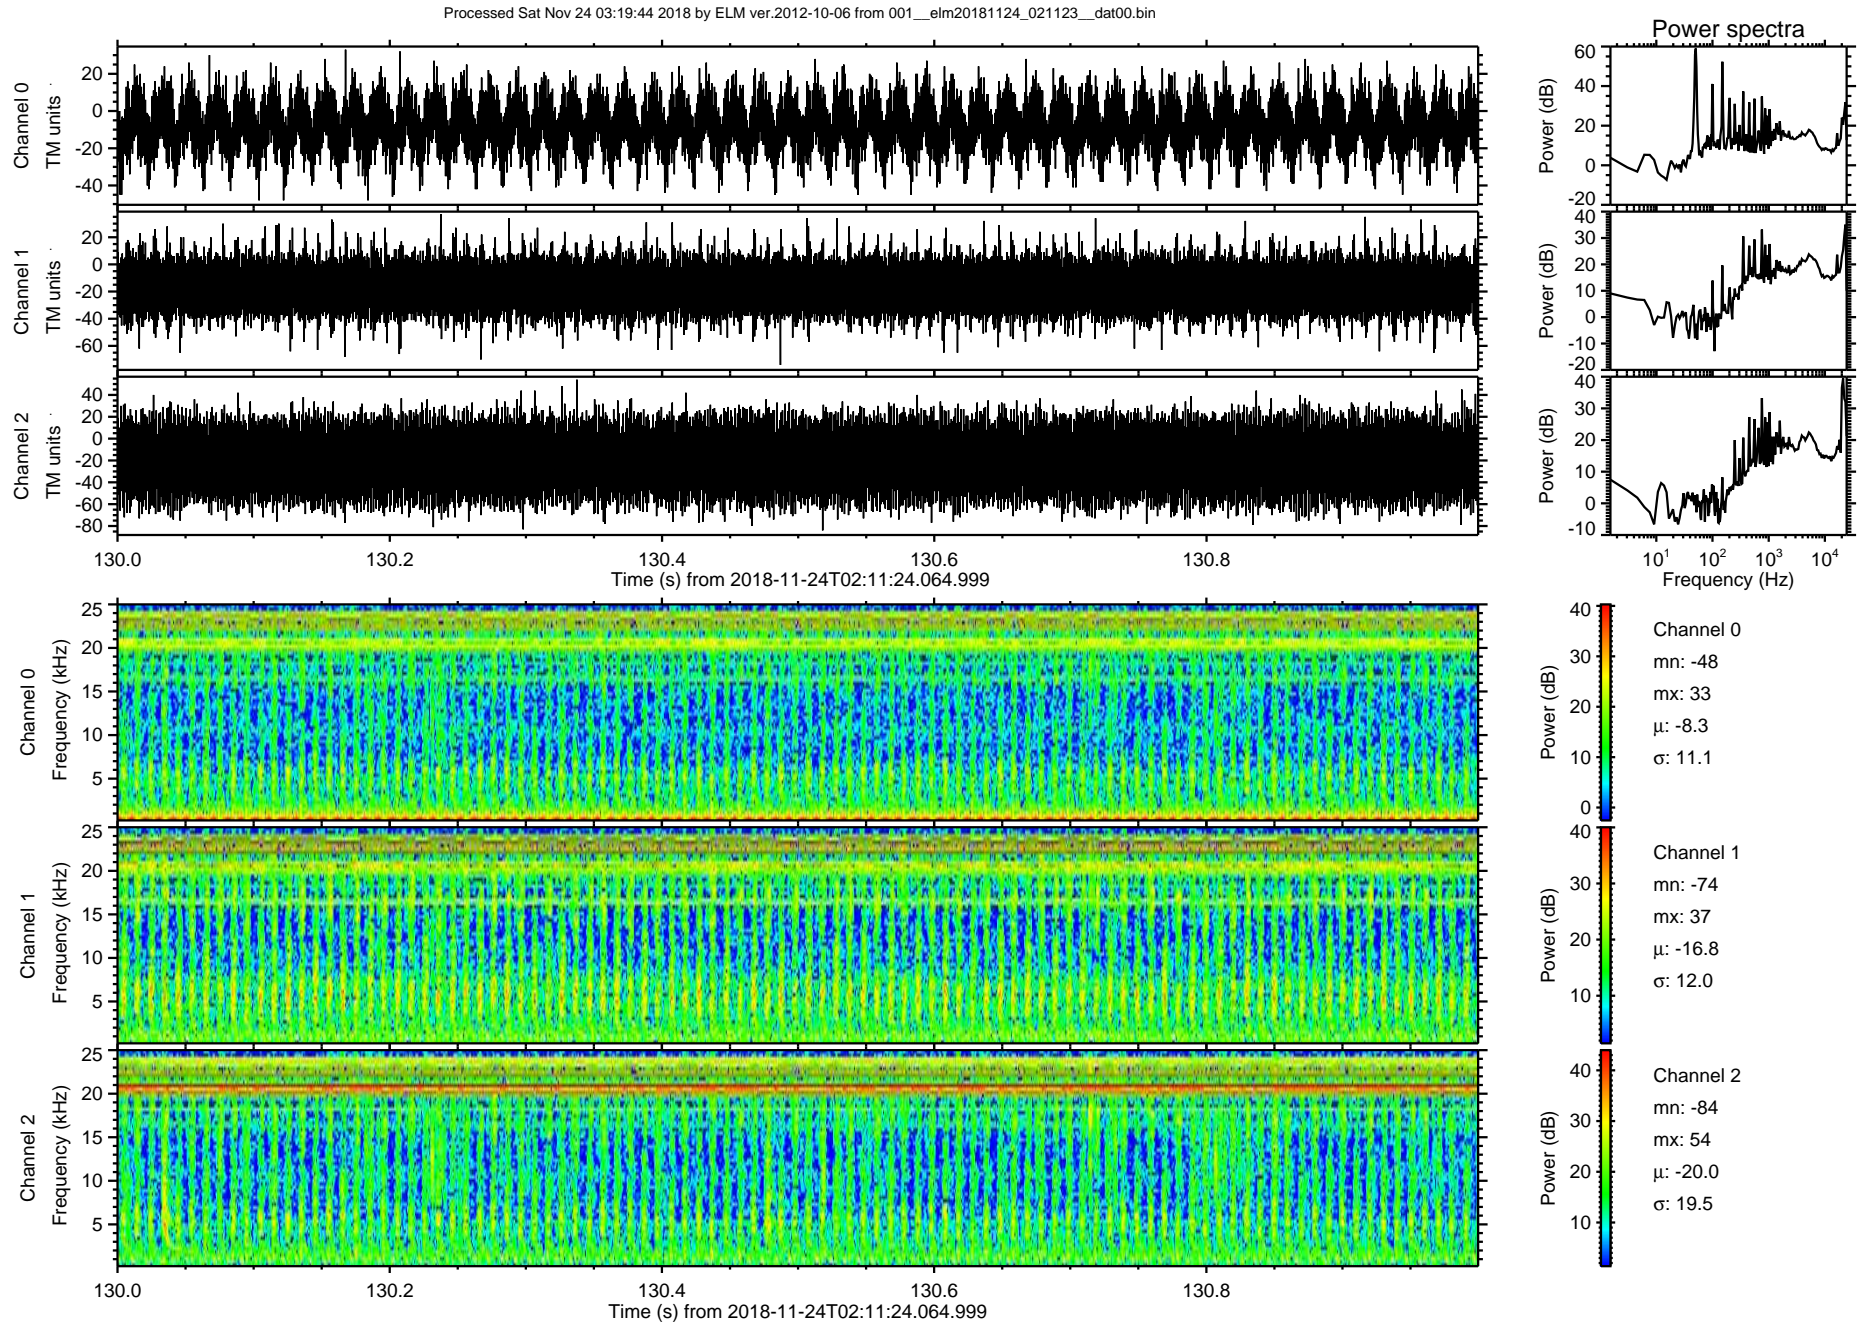 Processed Sat Nov 24 03:19:44 2018 by ELM ver.2012-10-06 from 001__elm20181124_021123__dat00.bin
Power spectra
Channel 0
TM units
20
0
-20
-40
Power (dB)
60
40
20
0
-20
Channel 1
TM units
20
0
-20
-40
-60
Power (dB)
40
30
20
10
0
-10
-20
Channel 2
TM units
40
20
0
-20
-40
-60
-80
Power (dB)
40
30
20
10
0
-10
130.0 130.2 130.4 130.6 130.8
Time (s) from 2018-11-24T02:11:24.064.999
10¹ 10² 10³ 10⁴
Frequency (Hz)
Channel 0
Frequency (kHz)
25
20
15
10
5
Power (dB)
40
30
20
10
0
Channel 0
mn: -48
mx: 33
μ: -8.3
σ: 11.1
Channel 1
Frequency (kHz)
25
20
15
10
5
Power (dB)
40
30
20
10
Channel 1
mn: -74
mx: 37
μ: -16.8
σ: 12.0
Channel 2
Frequency (kHz)
25
20
15
10
5
Power (dB)
40
30
20
10
Channel 2
mn: -84
mx: 54
μ: -20.0
σ: 19.5
130.0 130.2 130.4 130.6 130.8
Time (s) from 2018-11-24T02:11:24.064.999